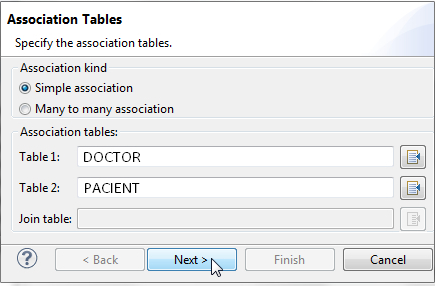 Association Tables
Specify the association tables.
Association kind
Simple association
Many to many association
Association tables:
Table 1: DOCTOR
Table 2: PACIENT
Join table:
? < Back Next > Finish Cancel